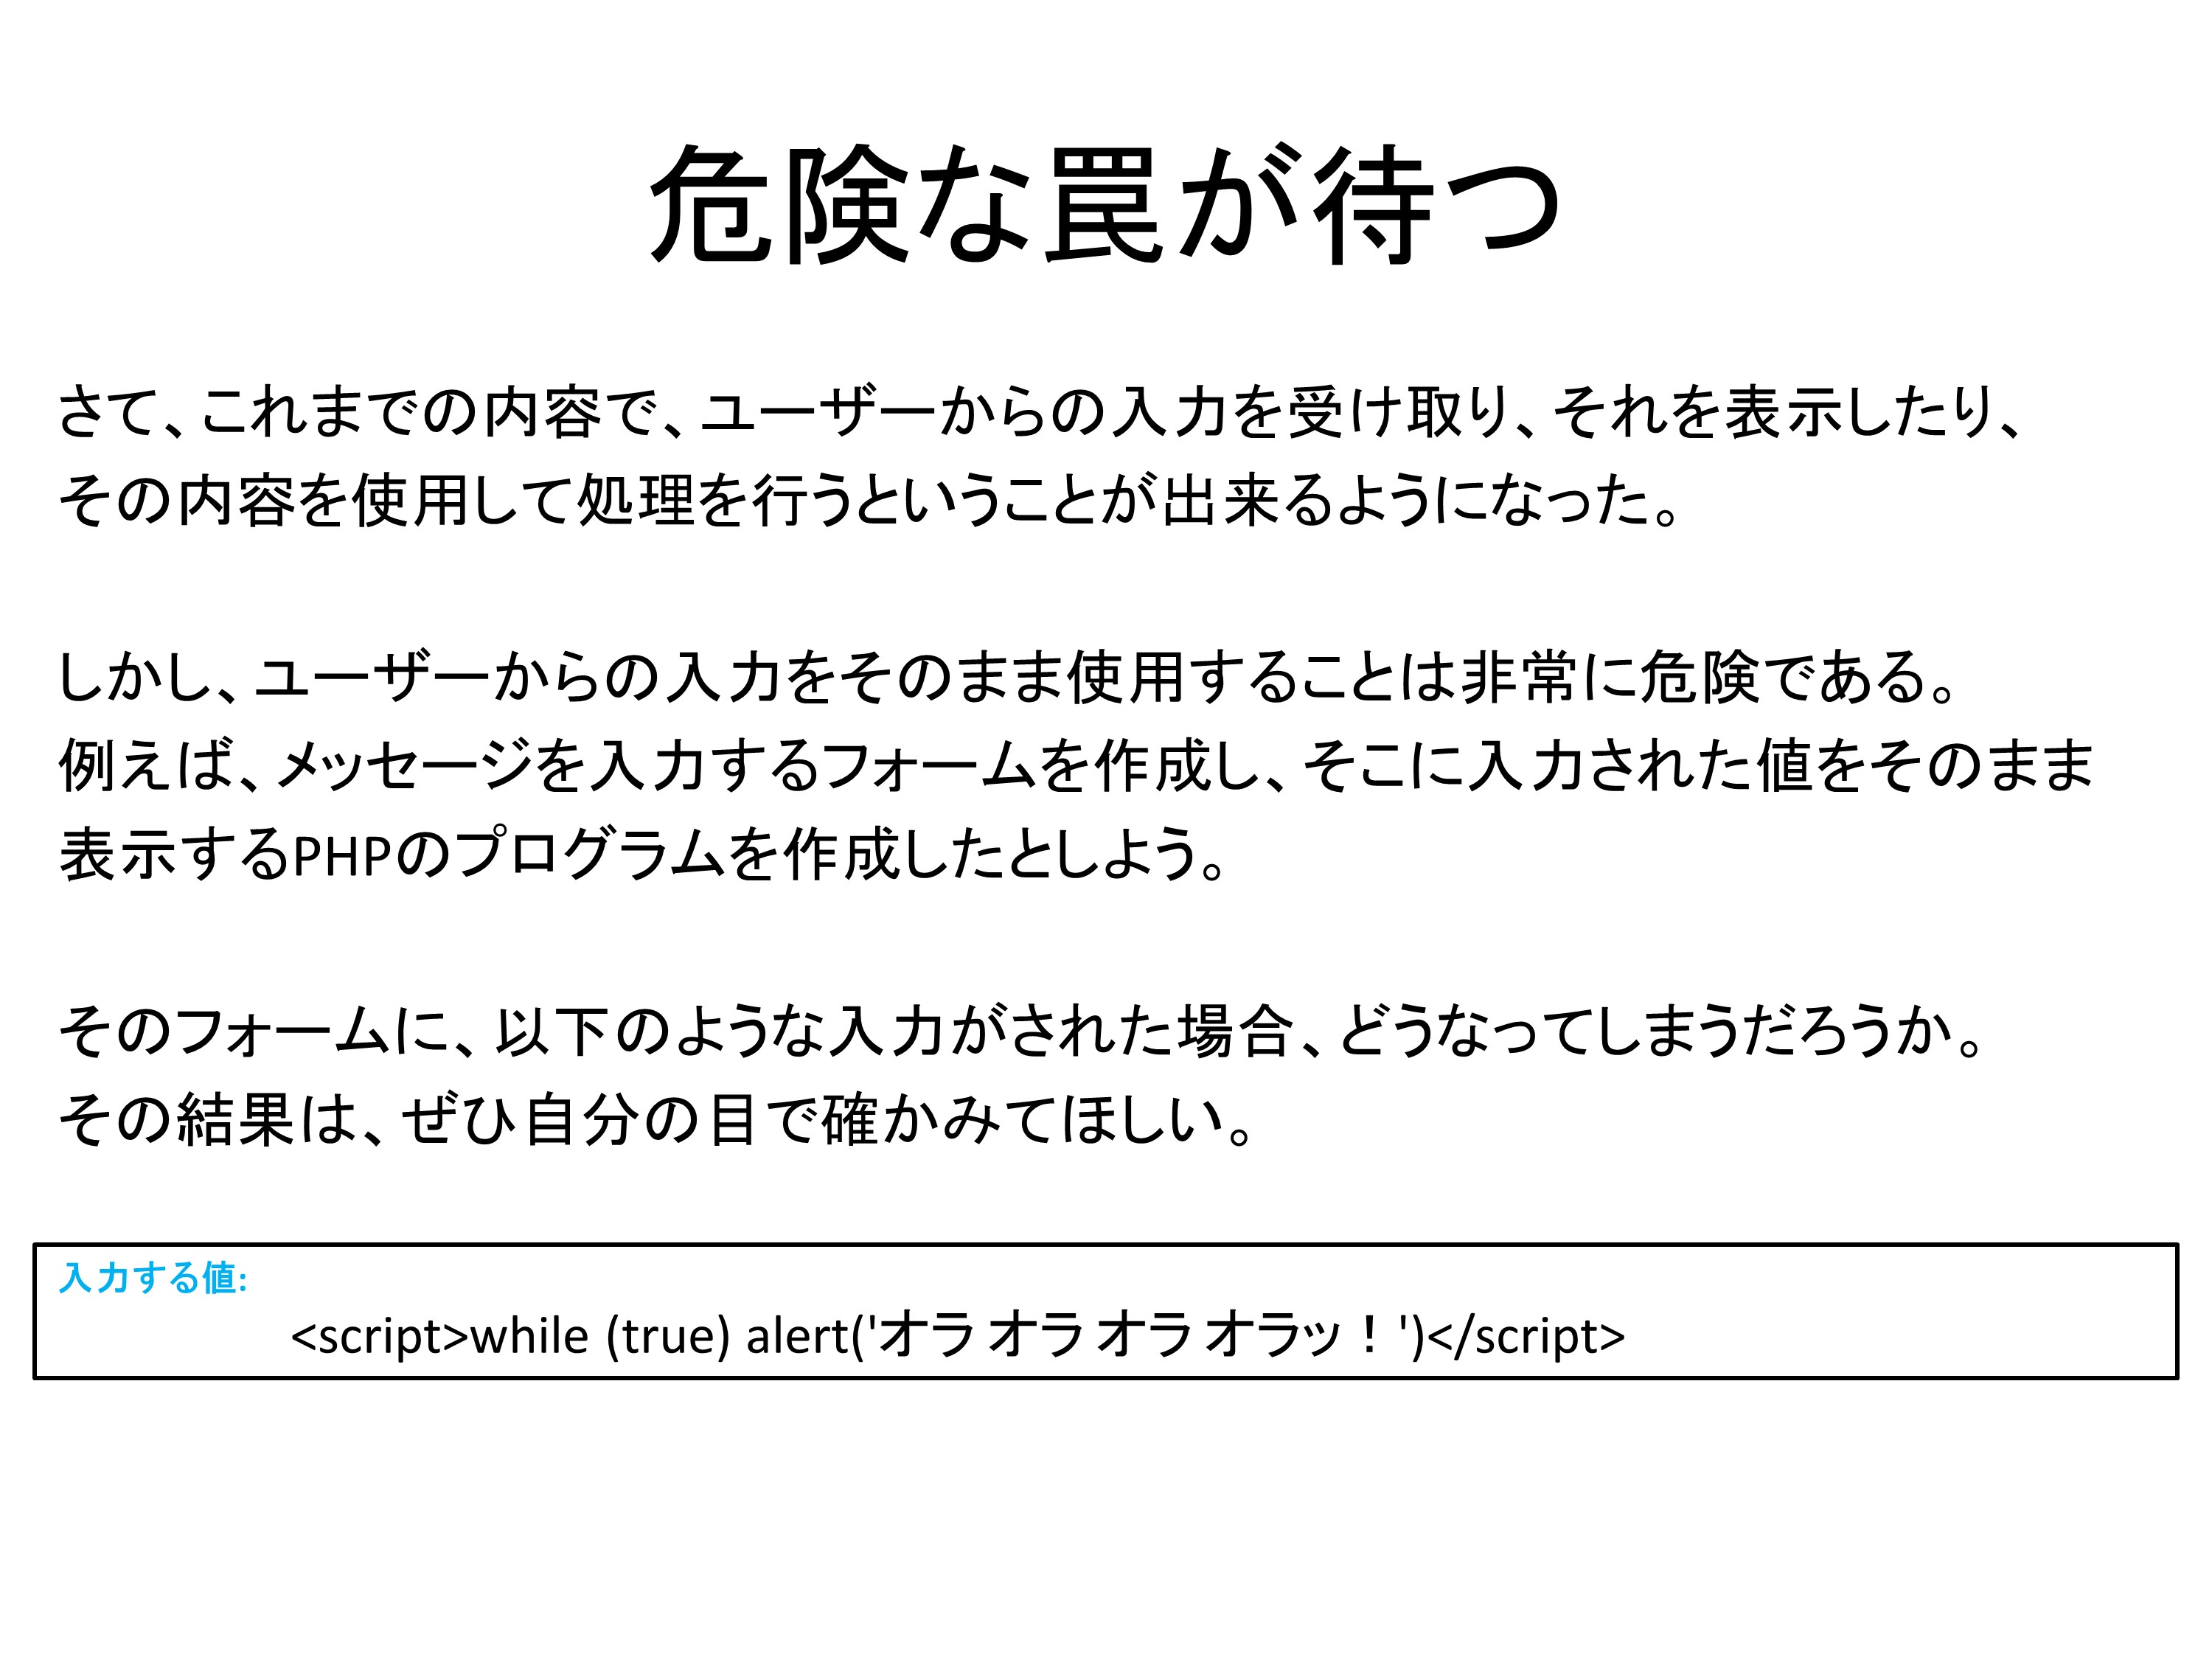 危険な罠が待つ
さて、これまでの内容で、ユーザーからの入力を受け取り、それを表示したり、
その内容を使用して処理を行うということが出来るようになった。
しかし、ユーザーからの入力をそのまま使用することは非常に危険である。
例えば、メッセージを入力するフォームを作成し、そこに入力された値をそのまま
表示するPHPのプログラムを作成したとしよう。
そのフォームに、以下のような入力がされた場合、どうなってしまうだろうか。
その結果は、ぜひ自分の目で確かみてほしい。
入力する値:
<script>while (true) alert('オラ オラ オラ オラッ！')</script>